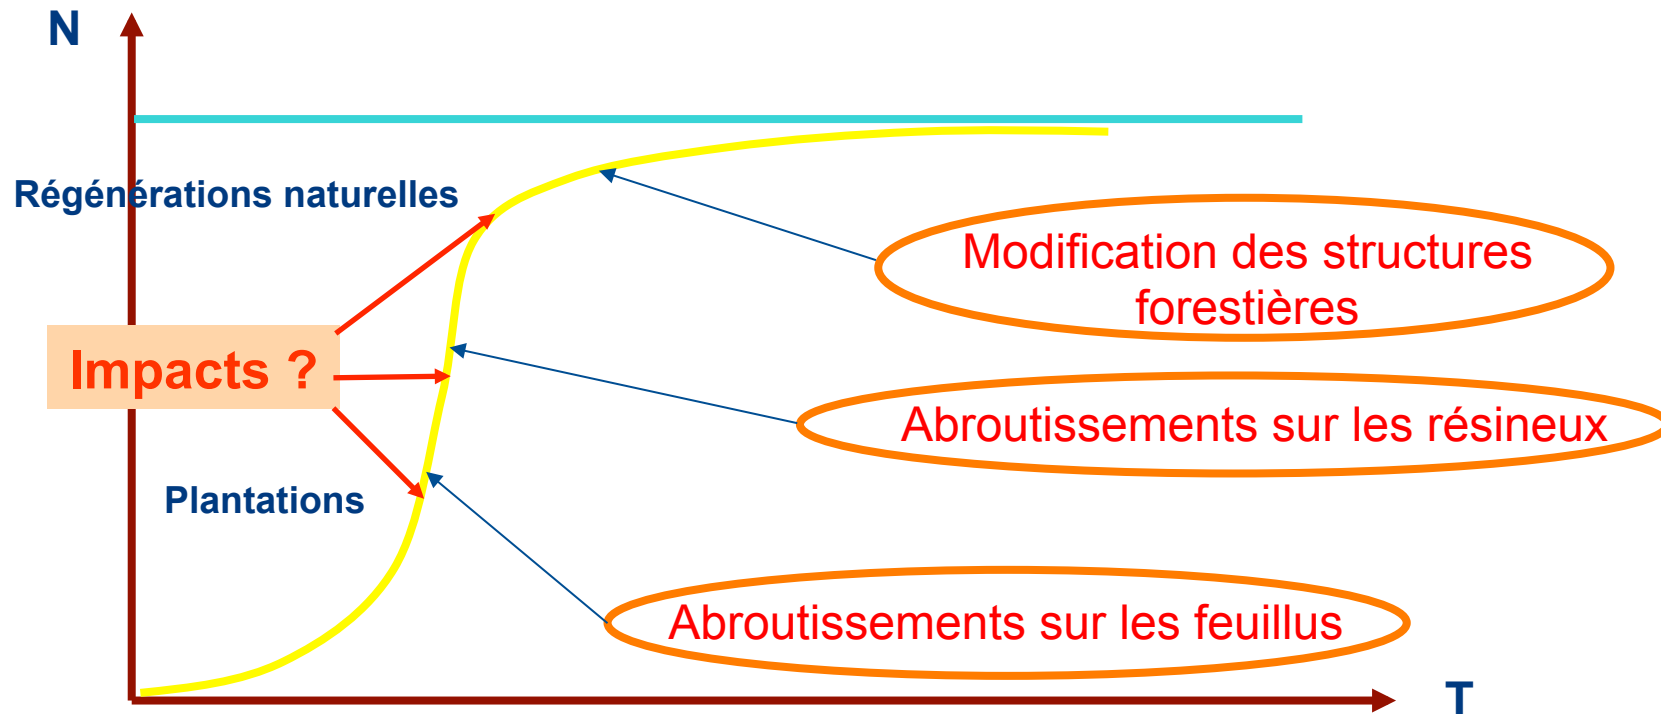 N
Régénérations naturelles
Modification des structures
forestières
Impacts ?
Abroutissements sur les résineux
Plantations
Abroutissements sur les feuillus
T